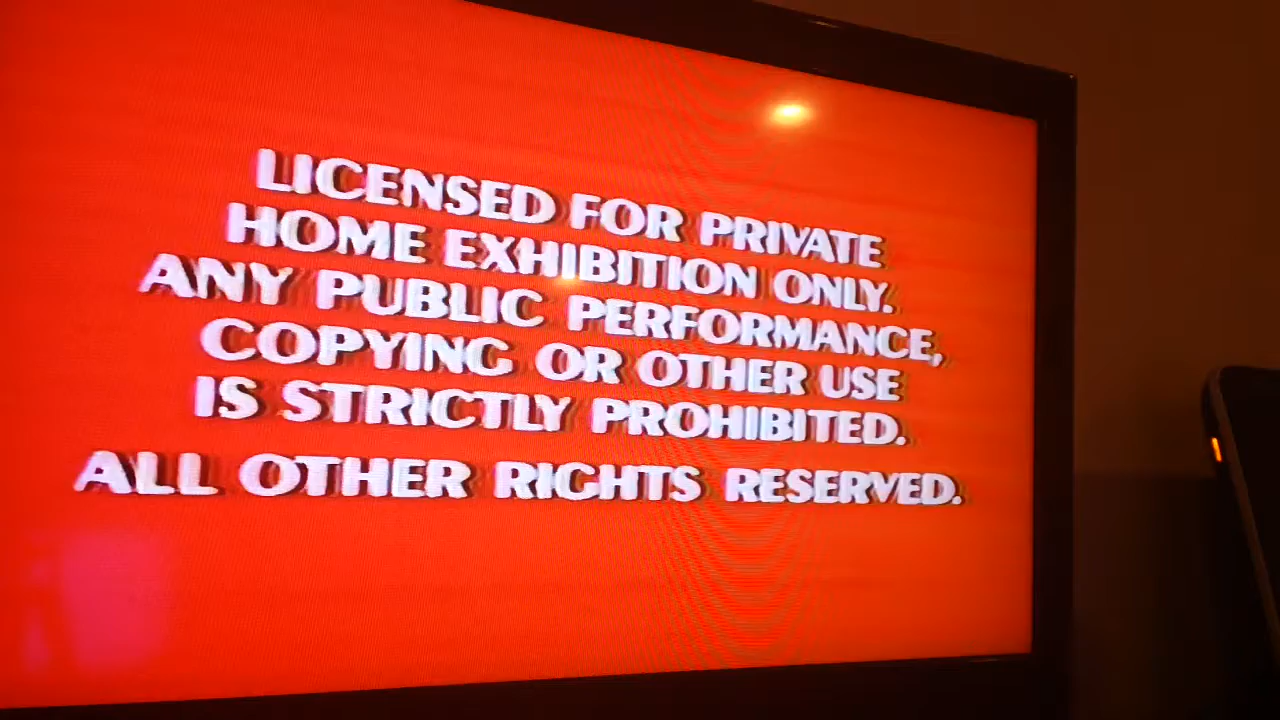 LICENSED FOR PRIVATE
HOME EXHIBITION ONLY.
ANY PUBLIC PERFORMANCE,
COPYING OR OTHER USE
IS STRICTLY PROHIBITED.
ALL OTHER RIGHTS RESERVED.